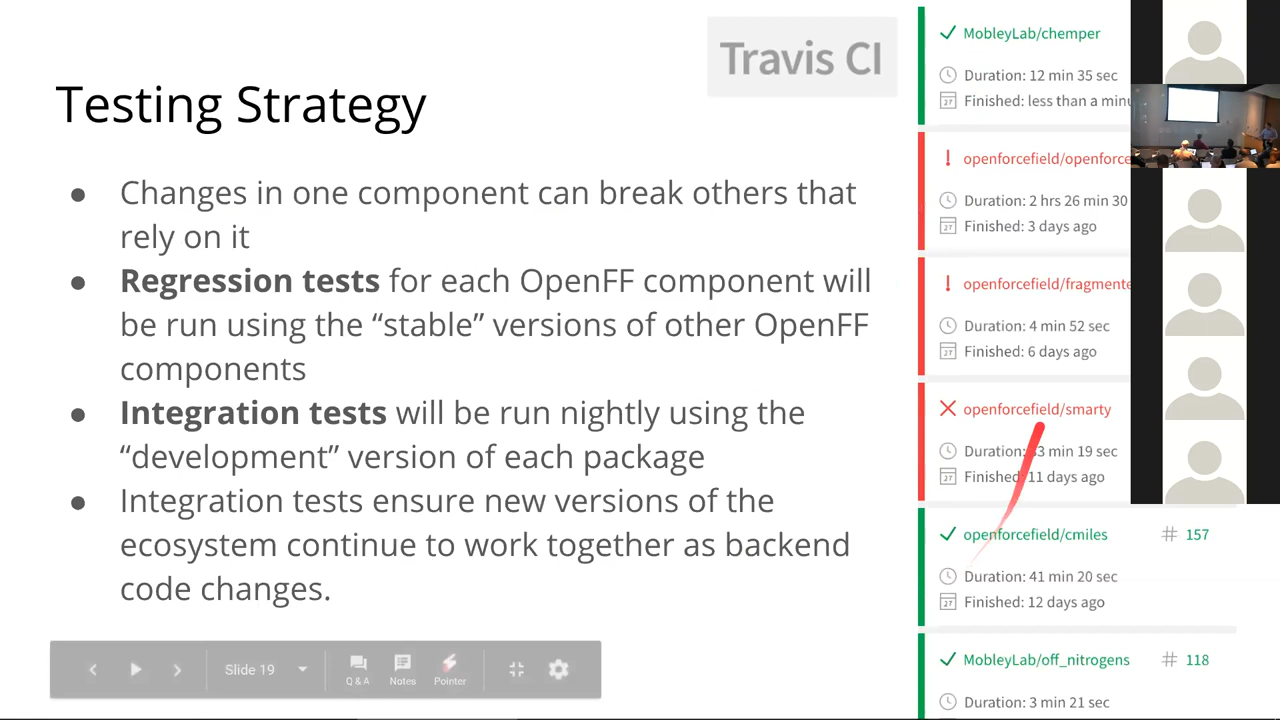 Travis CI
Testing Strategy
● Changes in one component can break others that
rely on it
● Regression tests for each OpenFF component will
be run using the “stable” versions of other OpenFF
components
● Integration tests will be run nightly using the
“development” version of each package
● Integration tests ensure new versions of the
ecosystem continue to work together as backend
code changes.
MobleyLab/chemper
Duration: 12 min 35 sec
Finished: less than a minu
openforcefield/openforce
Duration: 2 hrs 26 min 30
Finished: 3 days ago
openforcefield/fragmente
Duration: 4 min 52 sec
Finished: 6 days ago
openforcefield/smarty
Duration: 3 min 19 sec
Finished: 11 days ago
openforcefield/cmiles # 157
Duration: 41 min 20 sec
Finished: 12 days ago
MobleyLab/off_nitrogens # 118
Duration: 3 min 21 sec
Slide 19
Q & A
Notes
Pointer